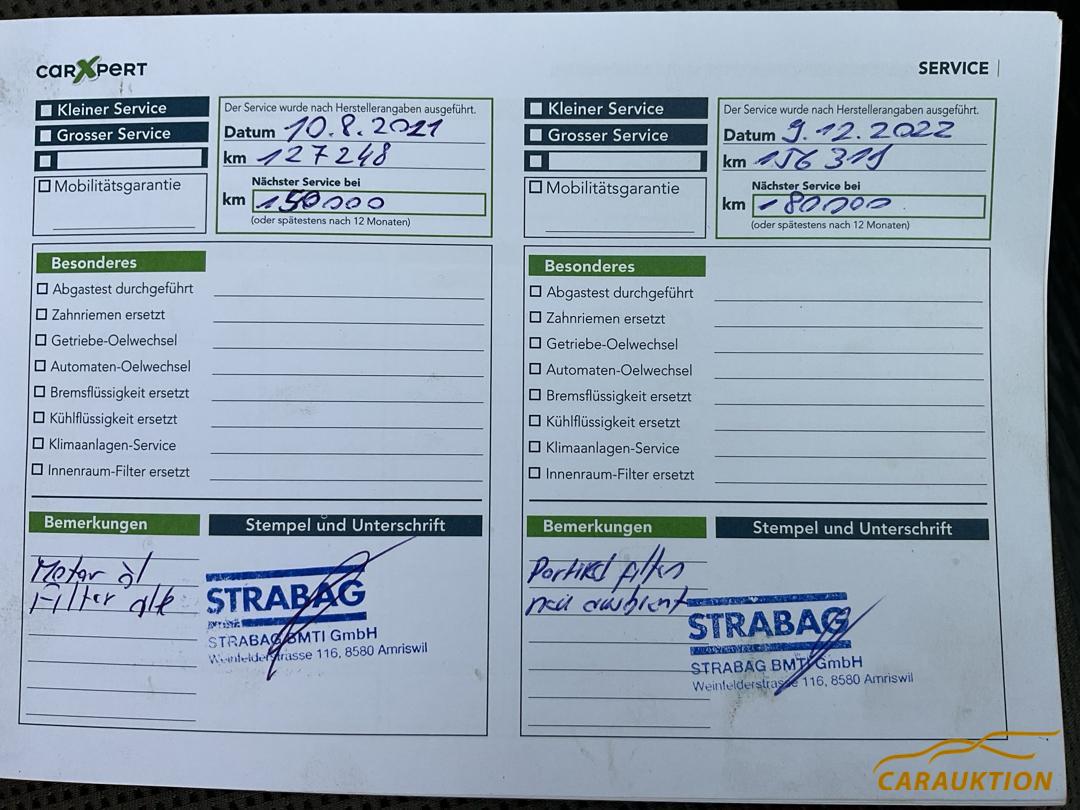 carXpert
SERVICE
Kleiner Service
Grosser Service
Mobilitätsgarantie
Der Service wurde nach Herstellerangaben ausgeführt.
Datum 10.8.2021
km 127248
Nächster Service bei
km 150000
(oder spätestens nach 12 Monaten)
Besonderes
Abgastest durchgeführt
Zahnriemen ersetzt
Getriebe-Oelwechsel
Automaten-Oelwechsel
Bremsflüssigkeit ersetzt
Kühlflüssigkeit ersetzt
Klimaanlagen-Service
Innenraum-Filter ersetzt
Bemerkungen
Motor öl
Filter alle
Stempel und Unterschrift
STRABAG
STRABAG BMTI GmbH
Weinfelderstrasse 116, 8580 Amriswil
Kleiner Service
Grosser Service
Mobilitätsgarantie
Der Service wurde nach Herstellerangaben ausgeführt.
Datum 9.12.2022
km 156319
Nächster Service bei
km 180000
(oder spätestens nach 12 Monaten)
Besonderes
Abgastest durchgeführt
Zahnriemen ersetzt
Getriebe-Oelwechsel
Automaten-Oelwechsel
Bremsflüssigkeit ersetzt
Kühlflüssigkeit ersetzt
Klimaanlagen-Service
Innenraum-Filter ersetzt
Bemerkungen
Partikel filter
neu
Stempel und Unterschrift
STRABAG
STRABAG BMTI GmbH
Weinfelderstrasse 116, 8580 Amriswil
CARAUKTION